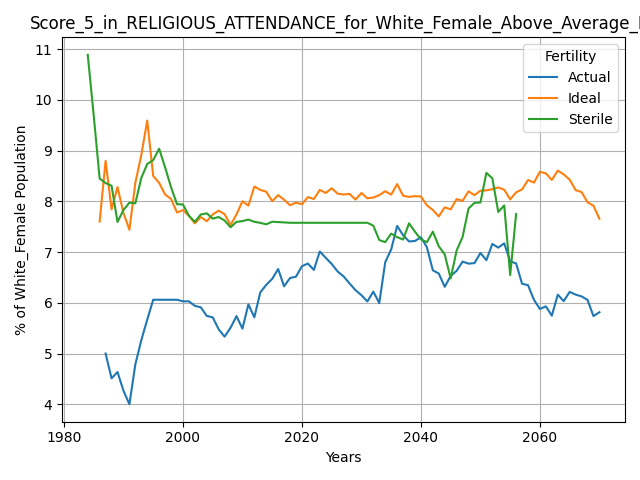 Score_5_in_RELIGIOUS_ATTENDANCE_for_White_Female_Above_Average_
Fertility
Actual
Ideal
Sterile
% of White_Female Population
11
10
9
8
7
6
5
4
1980 2000 2020 2040 2060
Years